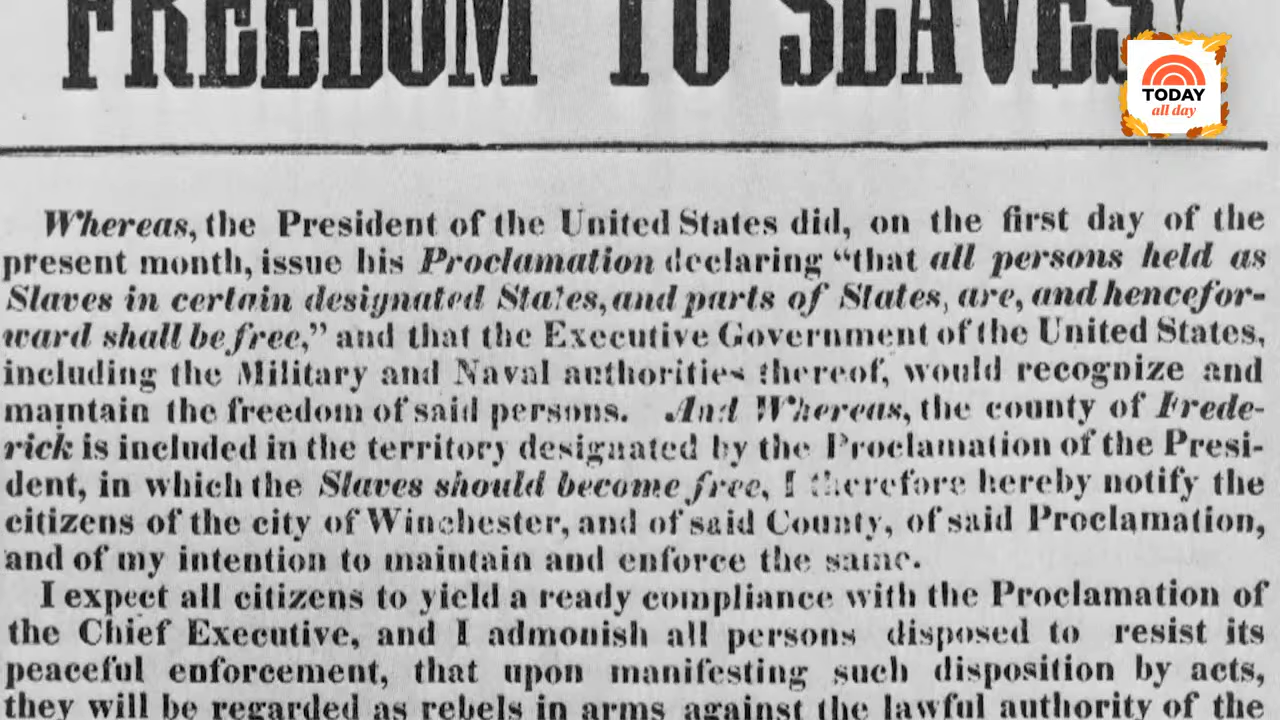 FREEDOM TO SLAVES!
TODAY
all day
Whereas, the President of the United States did, on the first day of the
present month, issue his Proclamation declaring “that all persons held as
Slaves in certain designated States, and parts of States, are, and hencefor-
ward shall be free,” and that the Executive Government of the United States,
including the Military and Naval authorities thereof, would recognize and
maintain the freedom of said persons. And Whereas, the county of Frede-
rick is included in the territory designated by the Proclamation of the Presi-
dent, in which the Slaves should become free, I therefore hereby notify the
citizens of the city of Winchester, and of said County, of said Proclamation,
and of my intention to maintain and enforce the same.
I expect all citizens to yield a ready compliance with the Proclamation of
the Chief Executive, and I admonish all persons disposed to resist its
peaceful enforcement, that upon manifesting such disposition by acts,
they will be regarded as rebels in arms against the lawful authority of the